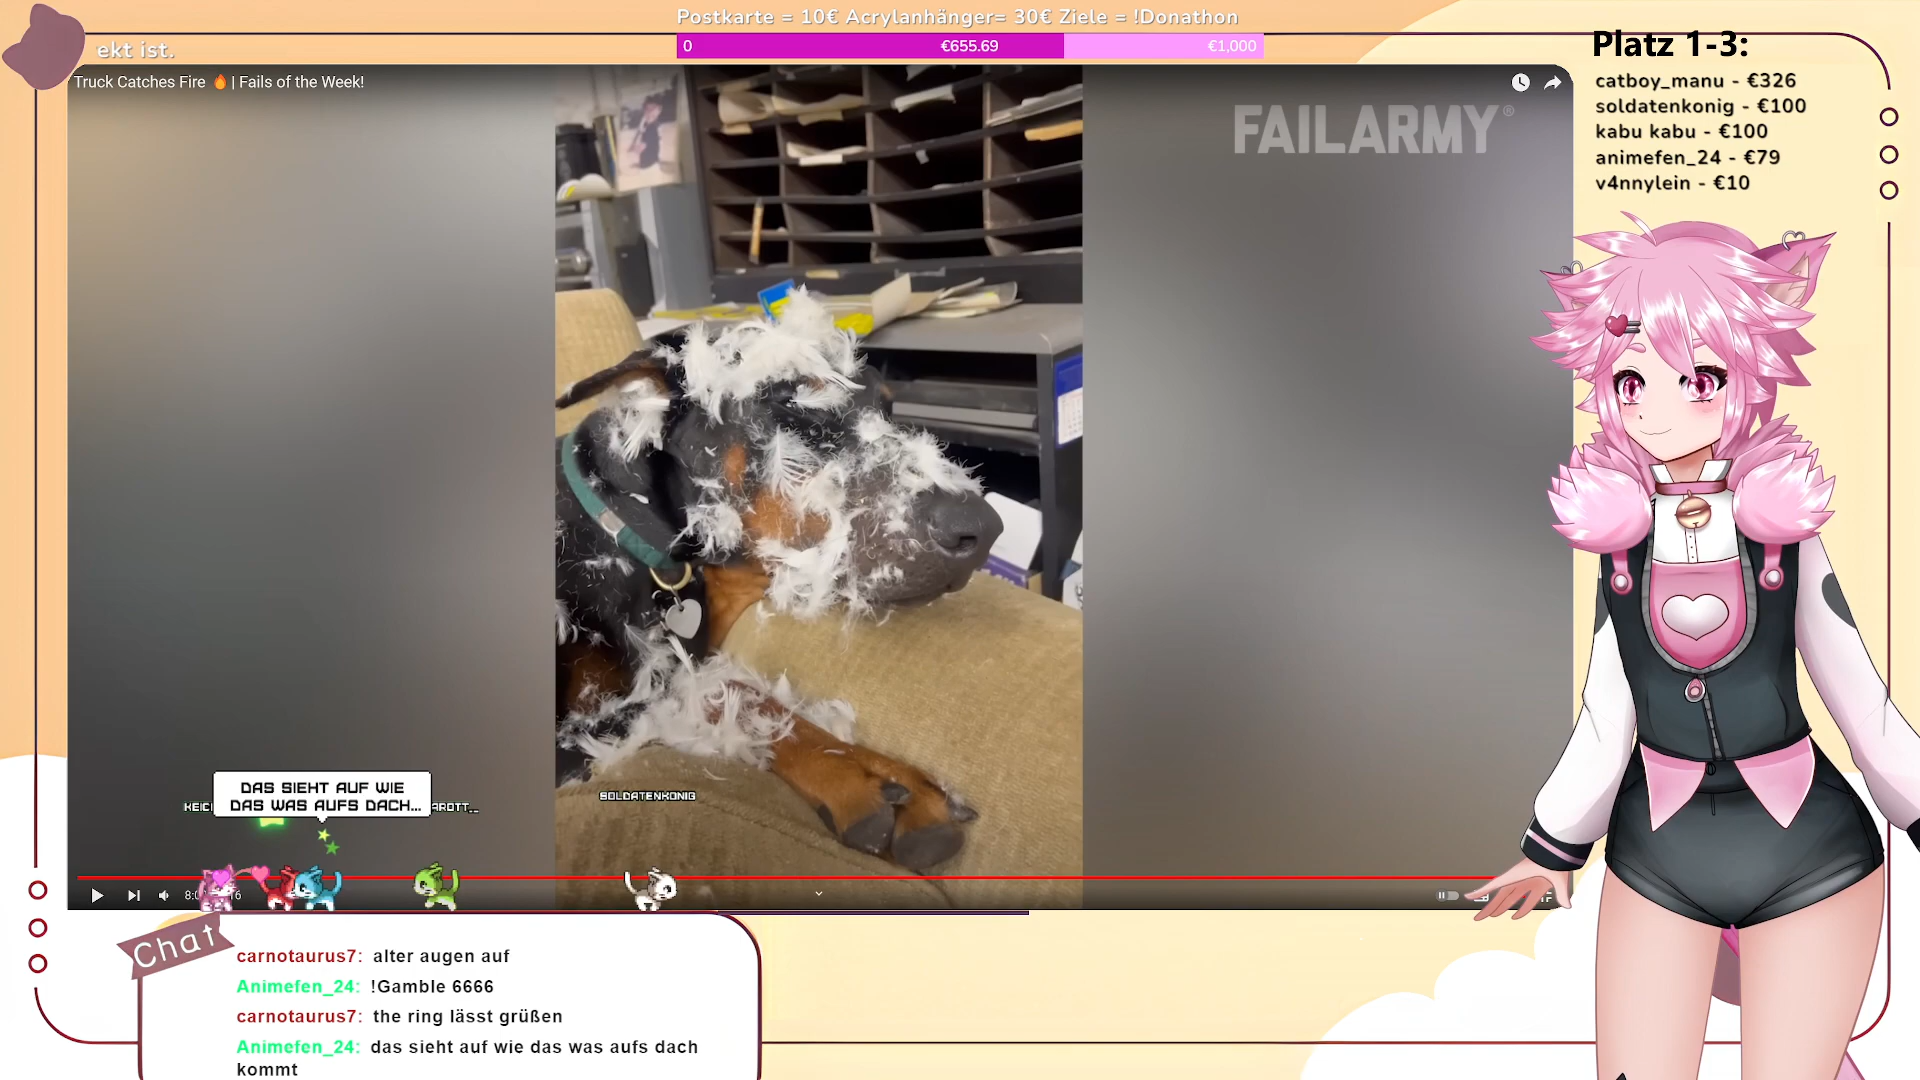 Postkarte = 10€ Acrylanhänger= 30€ Ziele = !Donathon
ekt ist.
0 €655.69 €1,000
Platz 1-3:
catboy_manu - €326
soldatenkonig - €100
kabu kabu - €100
animefen_24 - €79
v4nnylein - €10
Truck Catches Fire 🔥 | Fails of the Week!
FAILARMY®
DAS SIEHT AUF WIE
DAS WAS AUFS DACH...
SOLDATENKONIG
Chat
carnotaurus7: alter augen auf
Animefen_24: !Gamble 6666
carnotaurus7: the ring lässt grüßen
Animefen_24: das sieht auf wie das was aufs dach
kommt